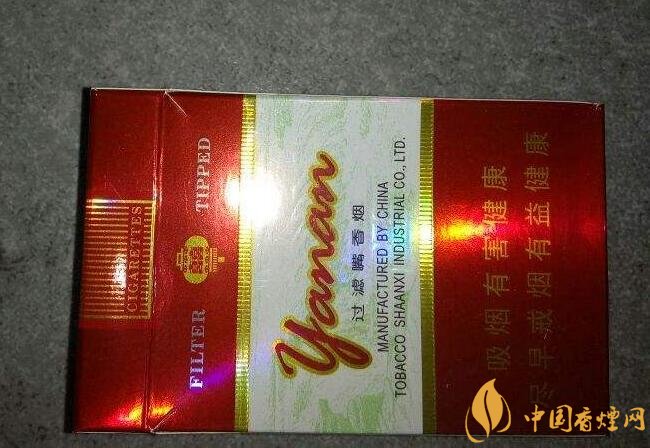 CIGARETTES
FILTER TIPPED
Yanan
过滤嘴香烟
MANUFACTURED BY CHINA
TOBACCO SHAANXI INDUSTRIAL CO., LTD.
吸烟有害健康
尽早戒烟有益健康
中国香烟网